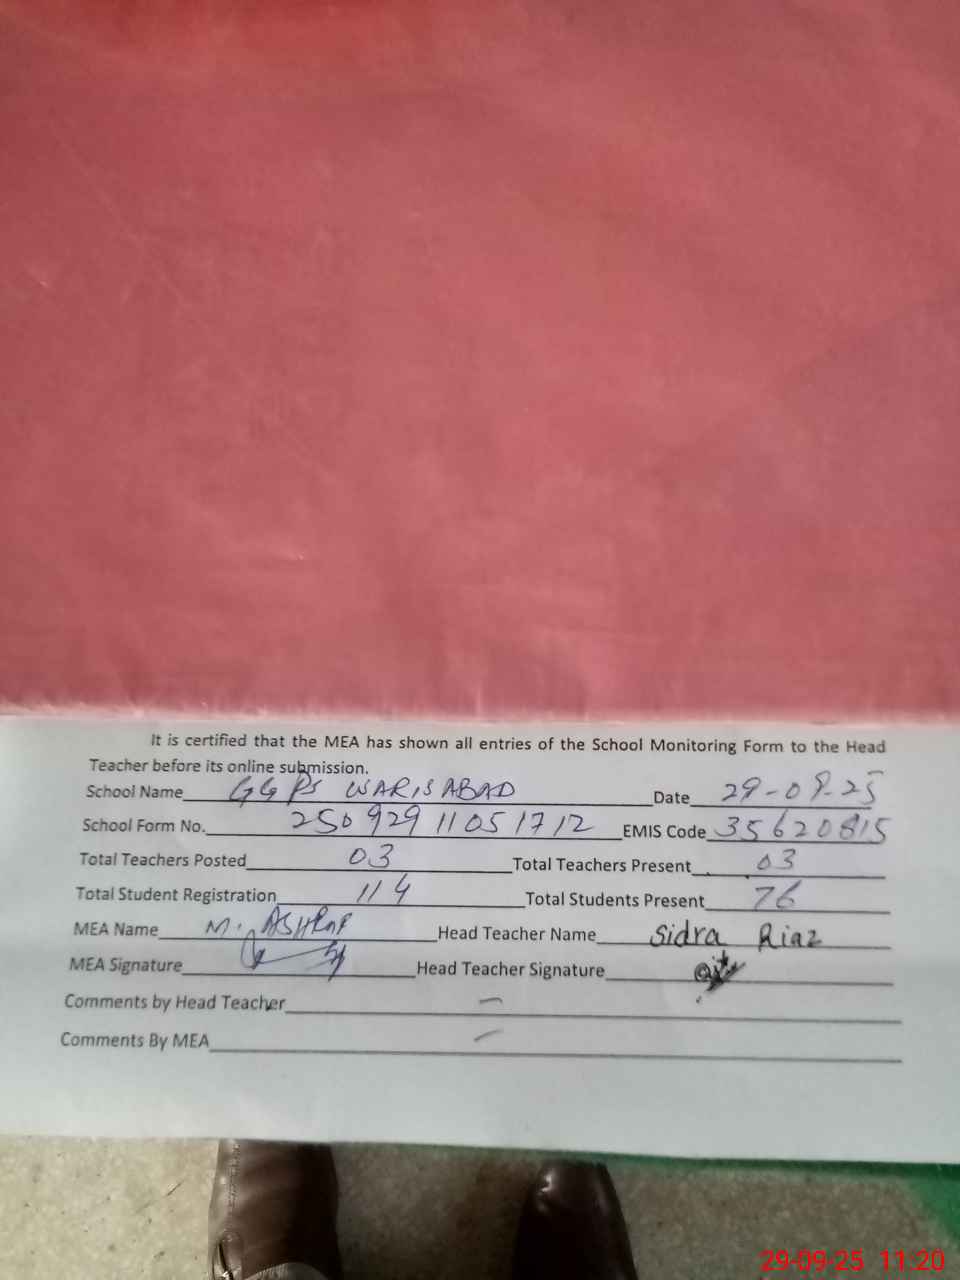 It is certified that the MEA has shown all entries of the School Monitoring Form to the Head
Teacher before its online submission.
School Name GGPS WARISABAD Date 29-09-25
School Form No. 25092911051712 EMIS Code 35620815
Total Teachers Posted 03 Total Teachers Present 03
Total Student Registration 114 Total Students Present 76
MEA Name M. ASHRAF Head Teacher Name Sidra Riaz
MEA Signature Head Teacher Signature
Comments by Head Teacher —
Comments By MEA —
29-09-25 11:20